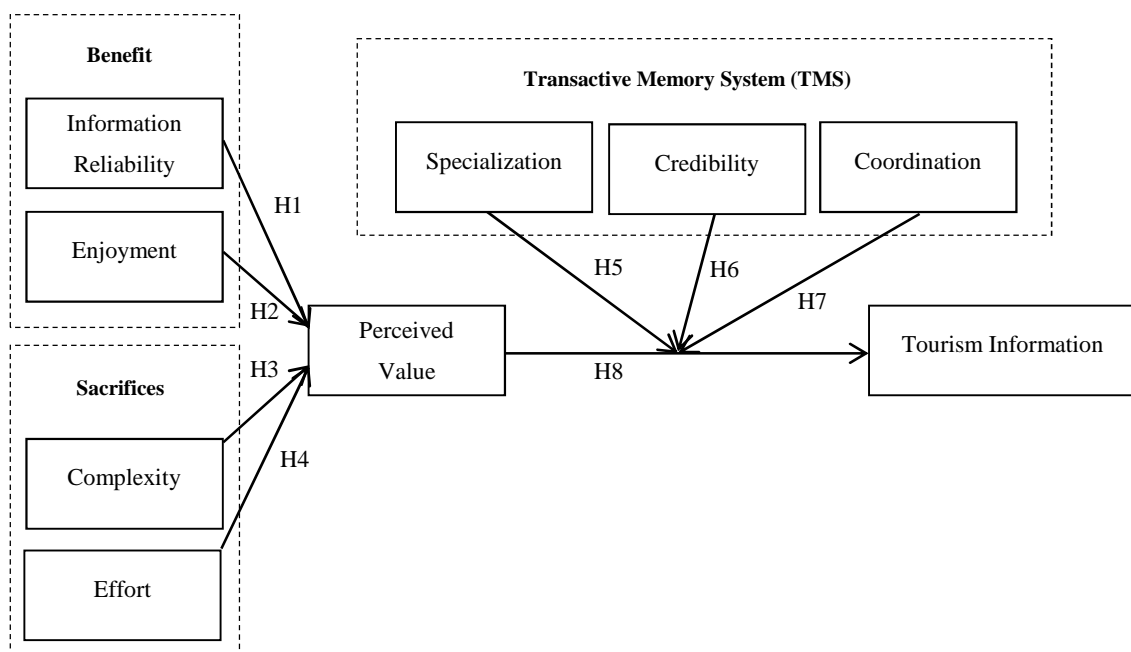 Benefit
Information
Reliability
Enjoyment
H1
H2
Transactive Memory System (TMS)
Specialization
Credibility
Coordination
H5
H6
H7
Perceived
Value
H8
Tourism Information
Sacrifices
H3
Complexity
H4
Effort